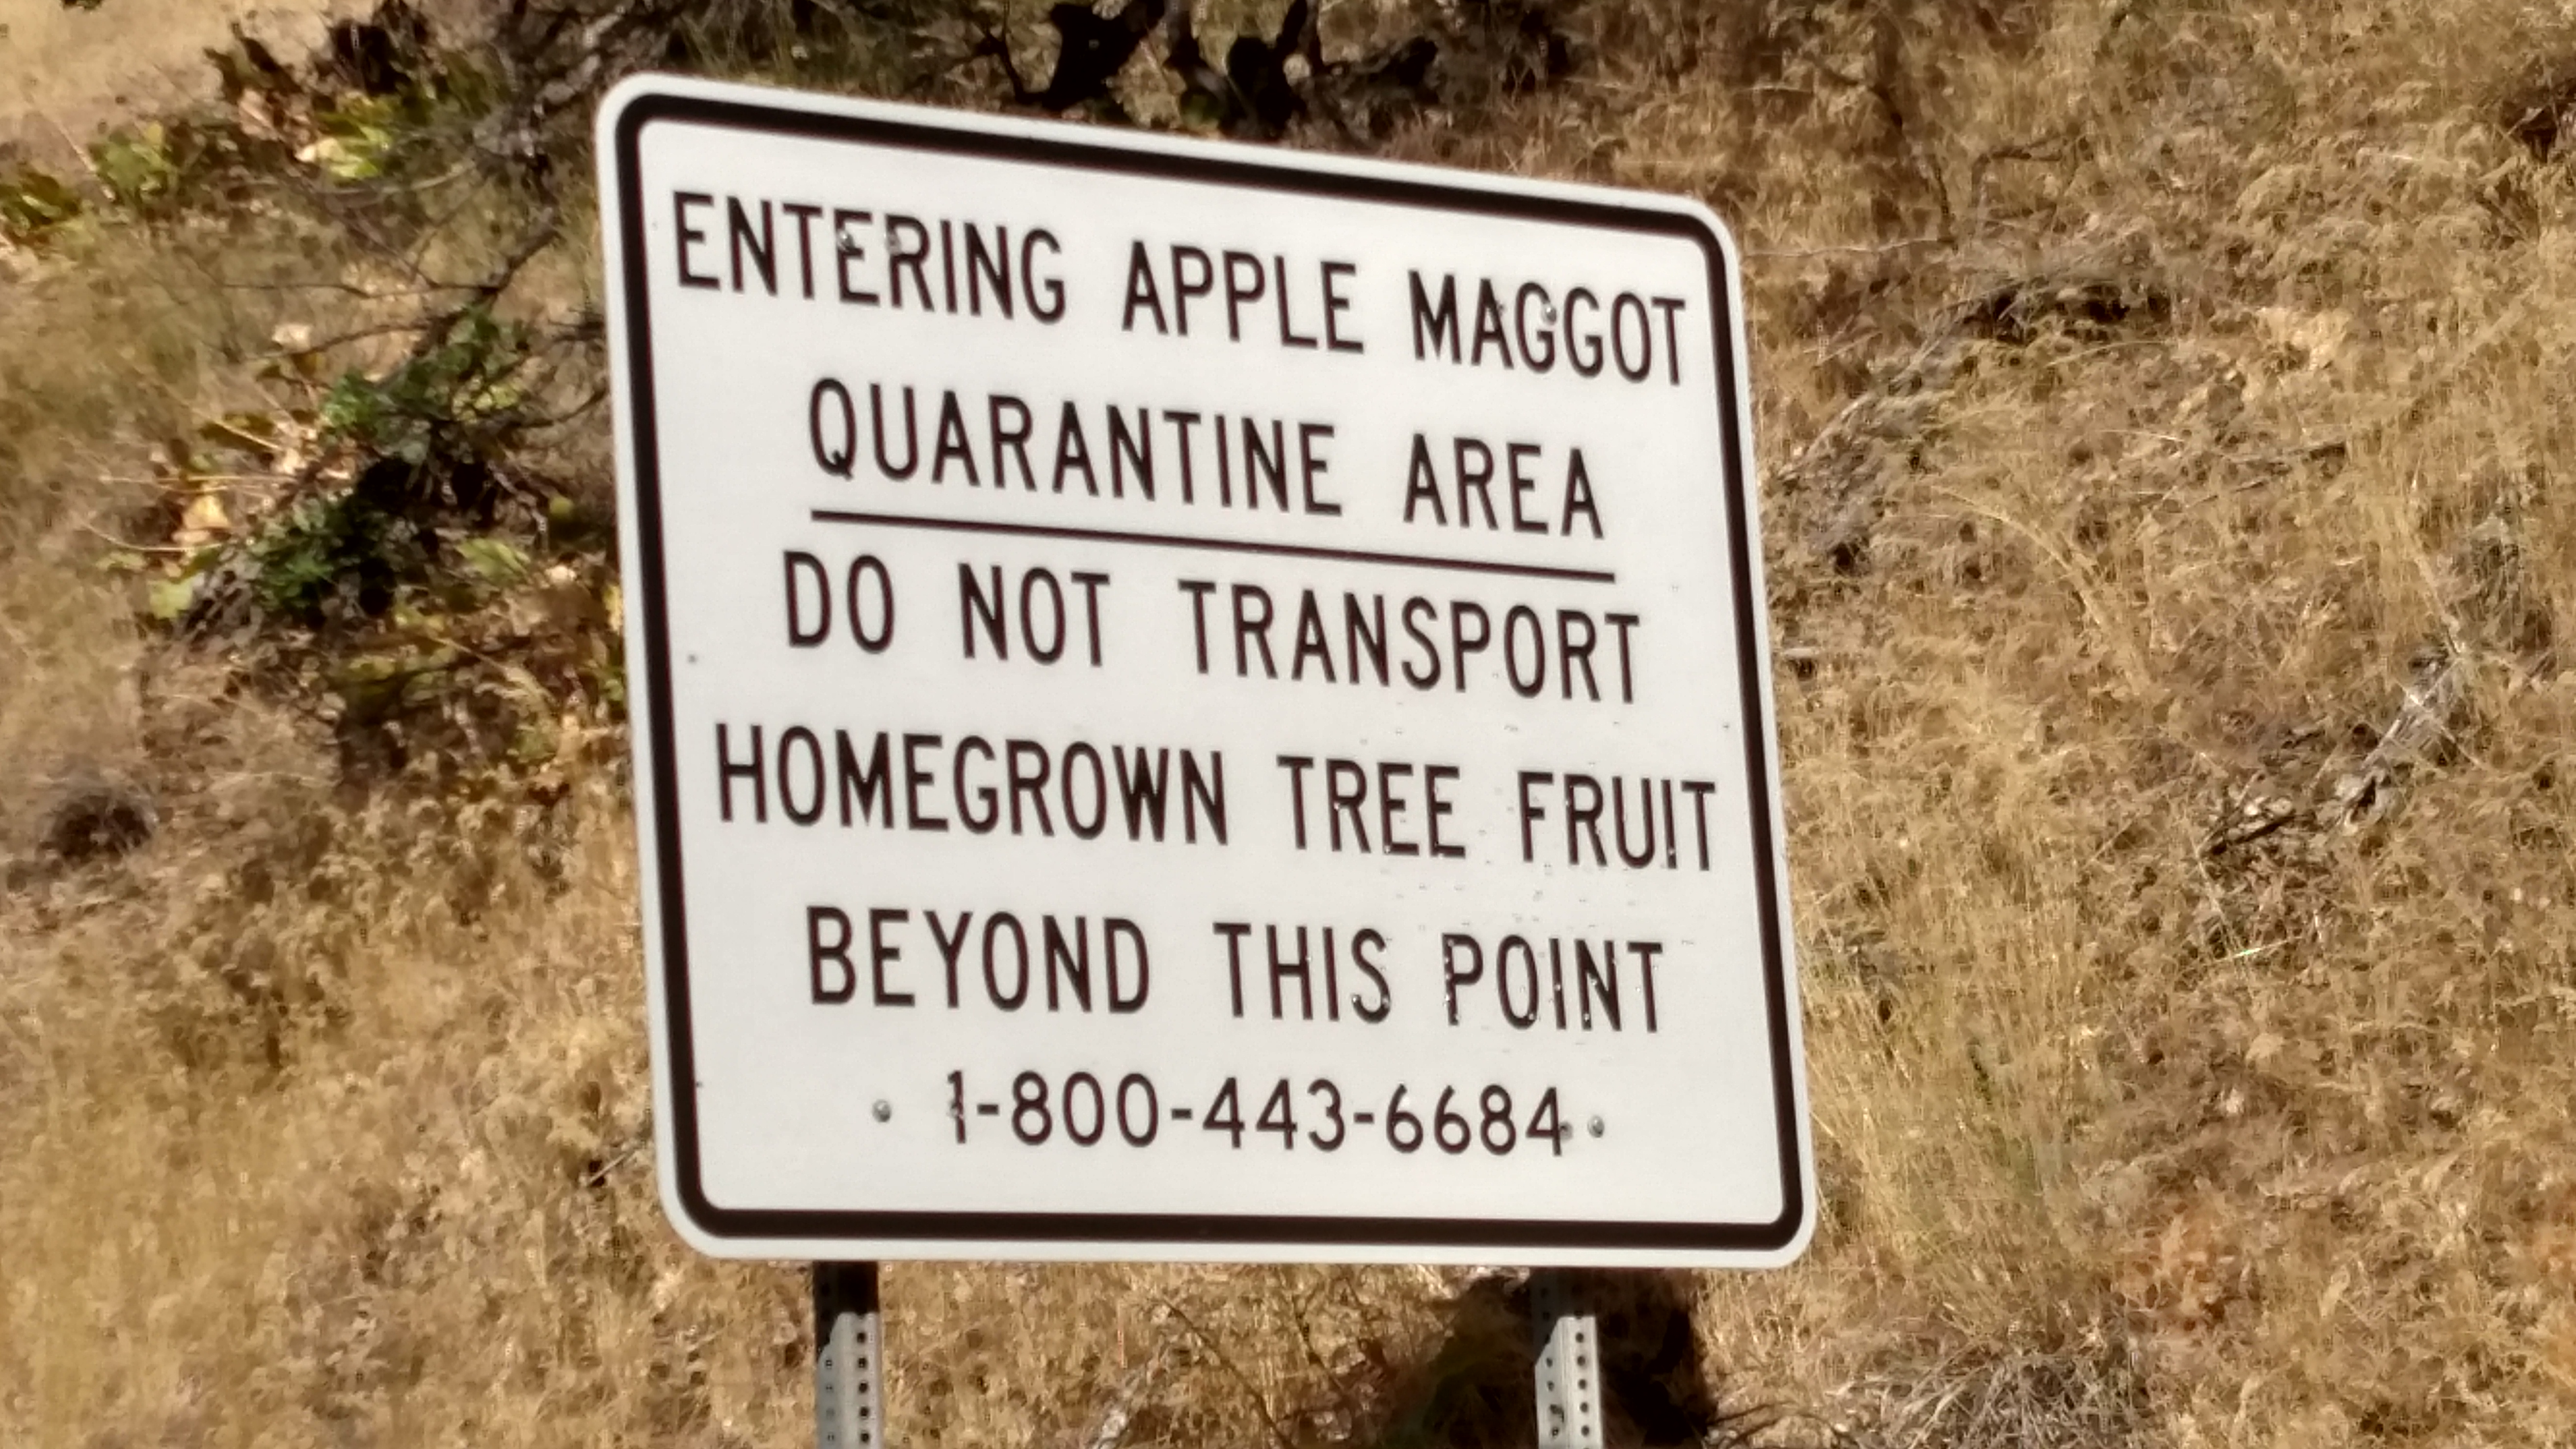 ENTERING APPLE MAGGOT
QUARANTINE AREA
DO NOT TRANSPORT
HOMEGROWN TREE FRUIT
BEYOND THIS POINT
1-800-443-6684